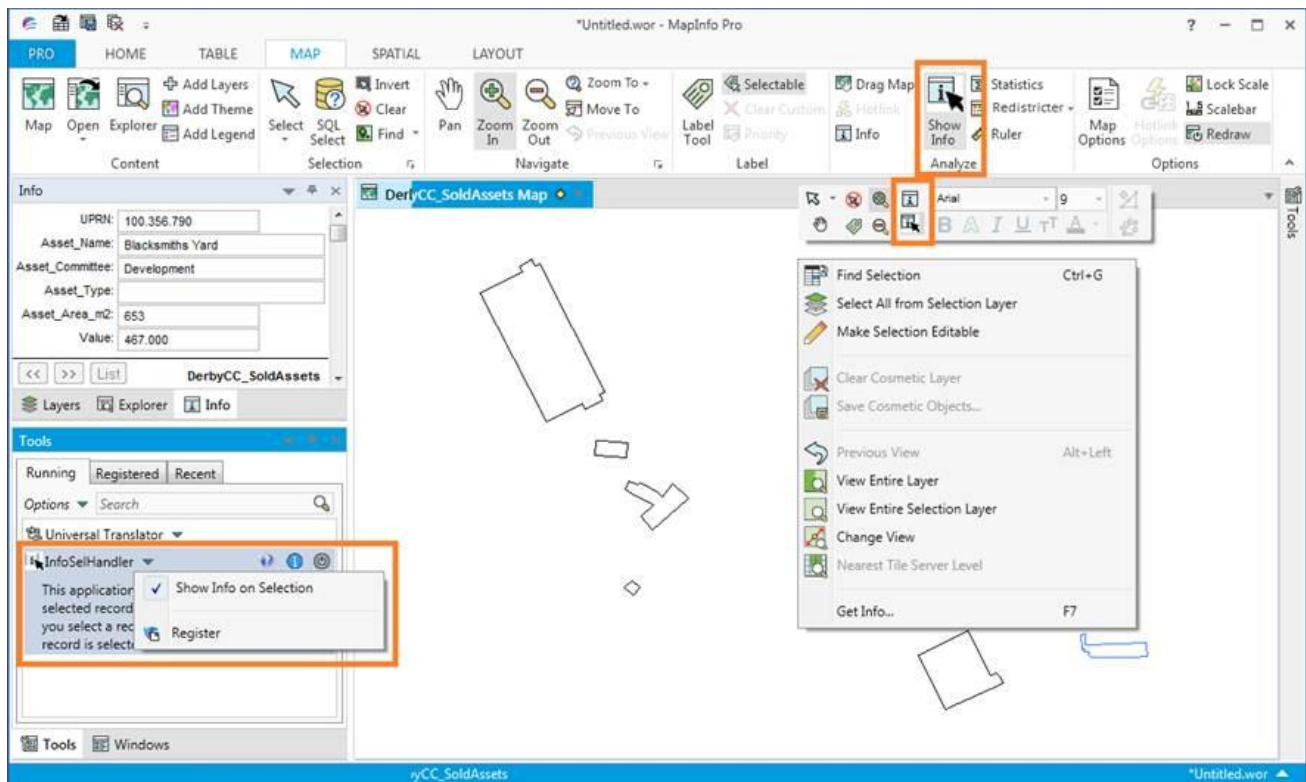 *Untitled.wor - MapInfo Pro
PRO HOME TABLE MAP SPATIAL LAYOUT
Map
Open
Explorer
Add Layers
Add Theme
Add Legend
Content
Select
SQL
Select
Invert
Clear
Find
Selection
Pan
Zoom
In
Zoom
Out
Zoom To
Move To
Previous View
Navigate
Label
Tool
Selectable
Clear Custom
Priority
Label
Drag Map
Hotlink
Info
Show
Info
Statistics
Redistricter
Ruler
Analyze
Map
Options
Hotlink
Options
Lock Scale
Scalebar
Redraw
Options
Info
UPRN: 100.356.790
Asset_Name: Blacksmiths Yard
Asset_Committee: Development
Asset_Type:
Asset_Area_m2: 653
Value: 467.000
<< >> List DerbyCC_SoldAssets
Layers Explorer Info
Tools
Running Registered Recent
Options Search
Universal Translator
InfoSelHandler
This application
selected record
you select a rec
record is selecte
Show Info on Selection
Register
Tools Windows
DerbyCC_SoldAssets Map
Arial 9
B A I U TT A
Find Selection Ctrl+G
Select All from Selection Layer
Make Selection Editable
Clear Cosmetic Layer
Save Cosmetic Objects...
Previous View Alt+Left
View Entire Layer
View Entire Selection Layer
Change View
Nearest Tile Server Level
Get Info... F7
Tools
yCC_SoldAssets
*Untitled.wor